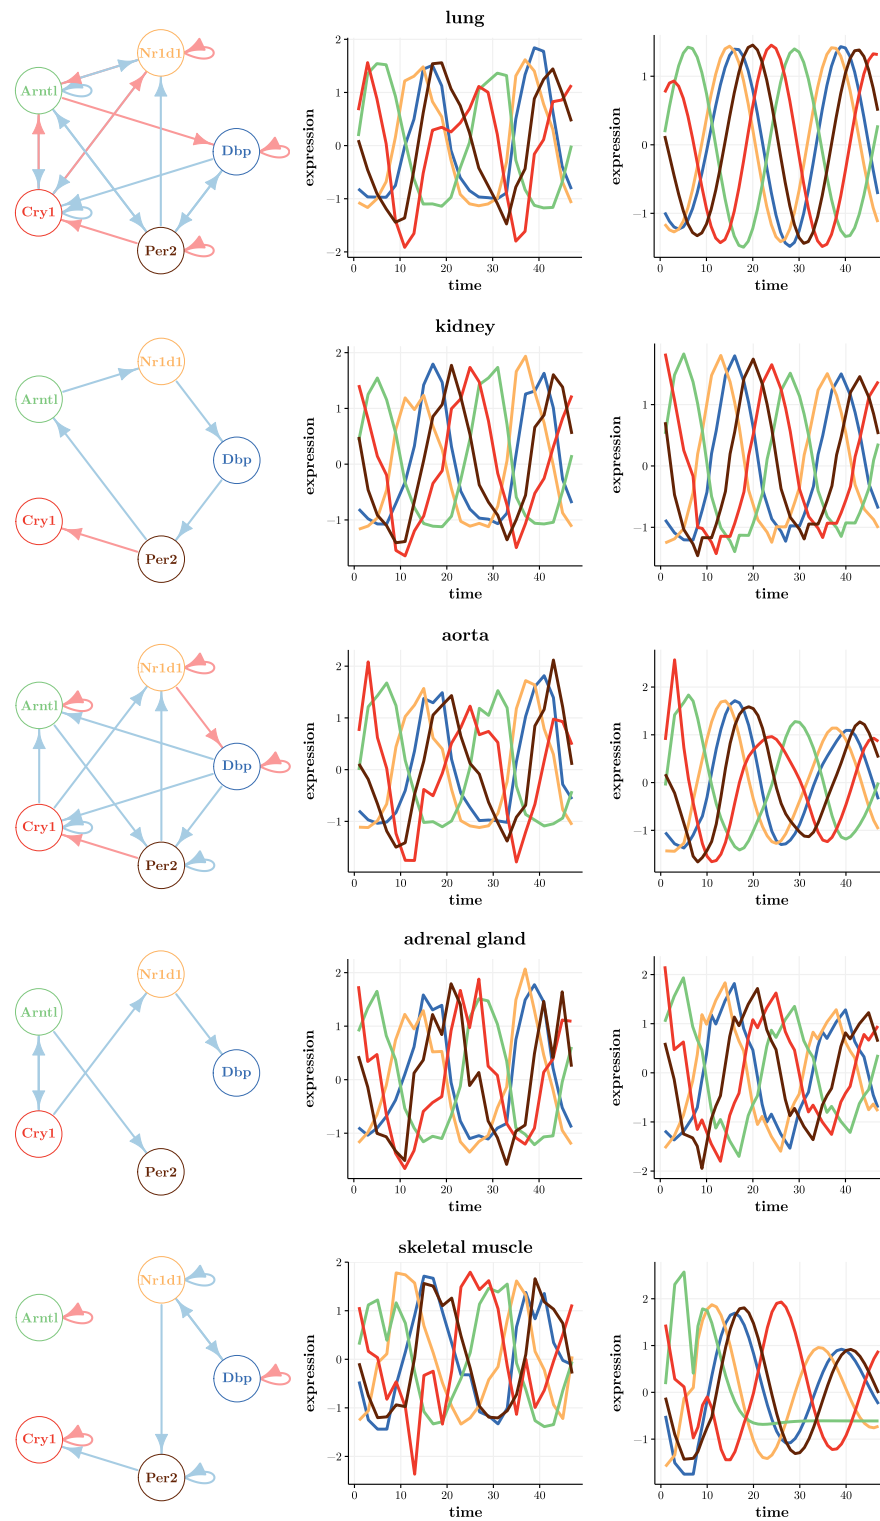 lung
Nr1d1
Arntl
Dbp
Cry1
Per2
expression
2
1
0
−1
−2
0 10 20 30 40
time
expression
1
0
−1
0 10 20 30 40
time
kidney
Nr1d1
Arntl
Dbp
Cry1
Per2
expression
2
1
0
−1
0 10 20 30 40
time
expression
1
0
−1
0 10 20 30 40
time
aorta
Nr1d1
Arntl
Dbp
Cry1
Per2
expression
2
1
0
−1
0 10 20 30 40
time
expression
2
1
0
−1
0 10 20 30 40
time
adrenal gland
Nr1d1
Arntl
Dbp
Cry1
Per2
expression
2
1
0
−1
0 10 20 30 40
time
expression
2
1
0
−1
−2
0 10 20 30 40
time
skeletal muscle
Nr1d1
Arntl
Dbp
Cry1
Per2
expression
2
1
0
−1
−2
0 10 20 30 40
time
expression
2
1
0
−1
0 10 20 30 40
time